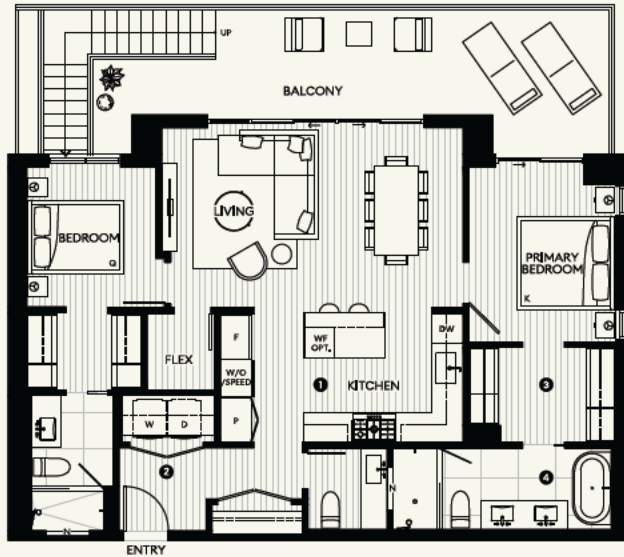 UP
BALCONY
LIVING
BEDROOM
Q
PRIMARY
BEDROOM
K
F
WF
OPT.
DW
FLEX
W/O
/SPEED
1
KITCHEN
3
P
W
D
2
4
N
N
ENTRY